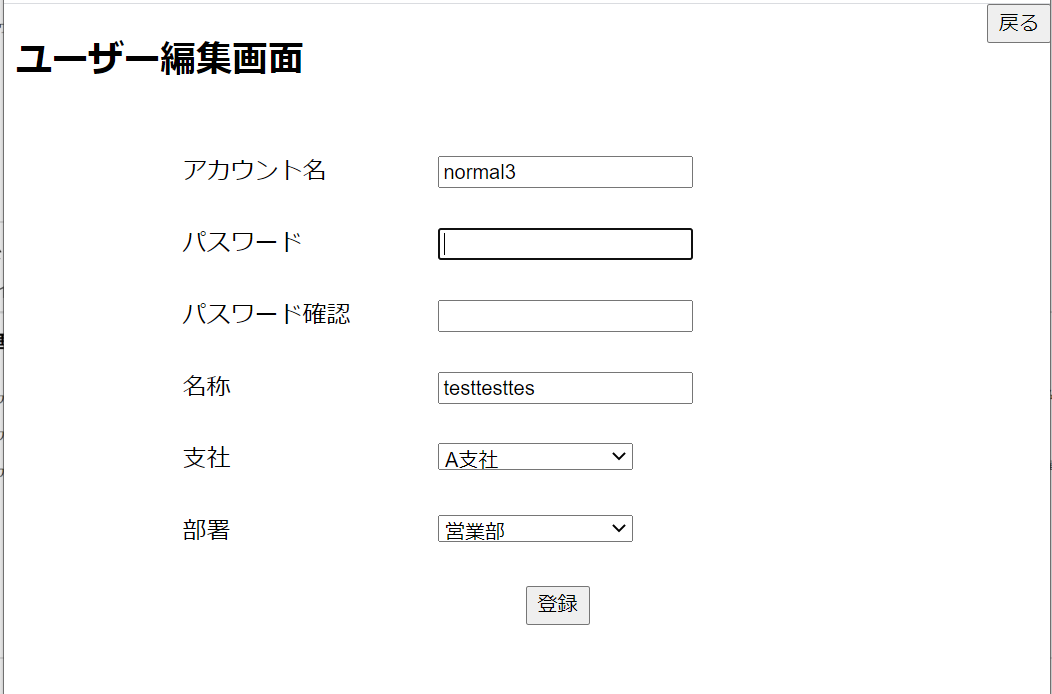 戻る
ユーザー編集画面
アカウント名 normal3
パスワード
パスワード確認
名称 testtesttes
支社 A支社
部署 営業部
登録